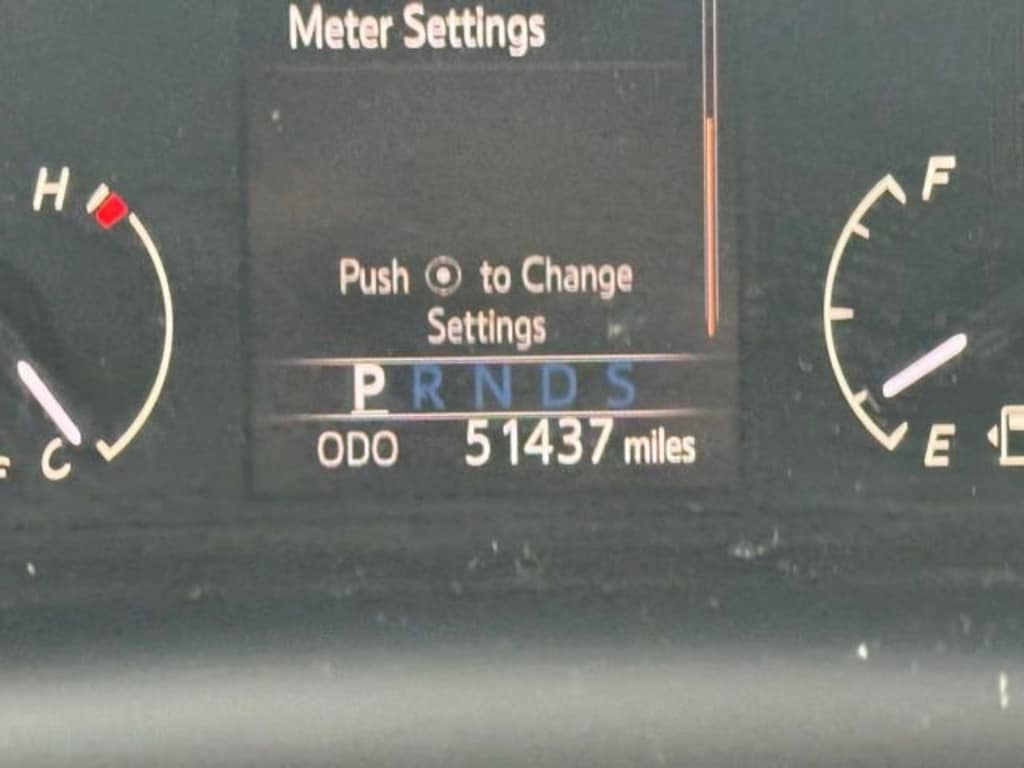 Meter Settings
H
F
Push to Change
Settings
P R N D S
C
E
ODO 51437 miles